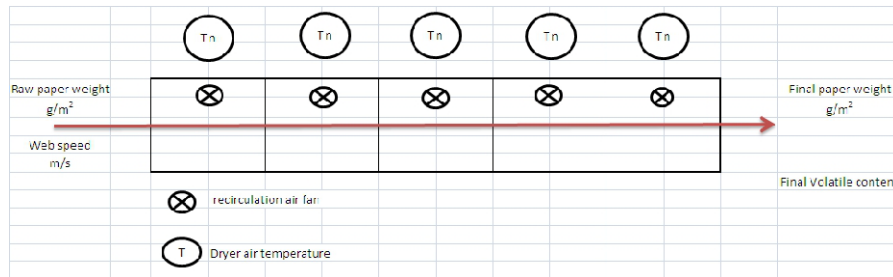 Tn Tn Tn Tn Tn
Raw paper weight
g/m²
Final paper weight
g/m²
Web speed
m/s
Final Volatile conten
recirculation air fan
T Dryer air temperature